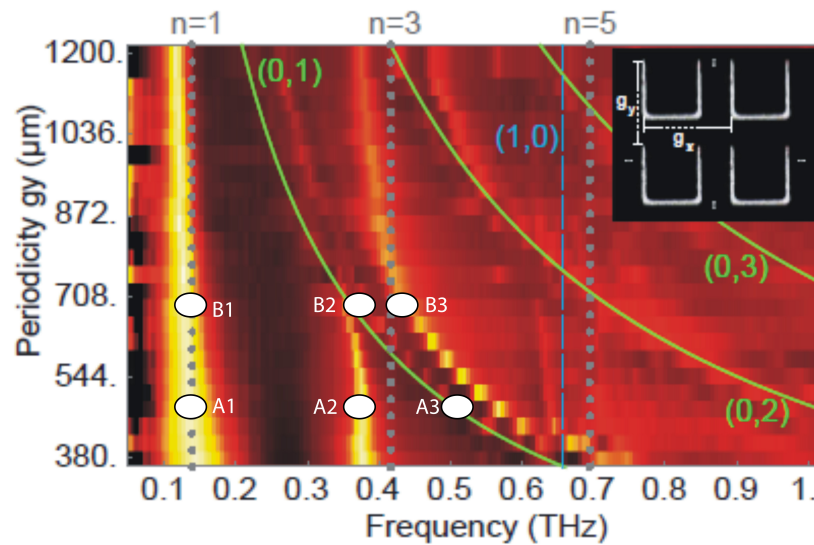 n=1 n=3 n=5
1200.
1036.
872.
708.
544.
380.
Periodicity gy (µm)
(0,1)
(1,0)
(0,3)
(0,2)
gy
gx
B1 B2 B3
A1 A2 A3
0.1 0.2 0.3 0.4 0.5 0.6 0.7 0.8 0.9 1.
Frequency (THz)